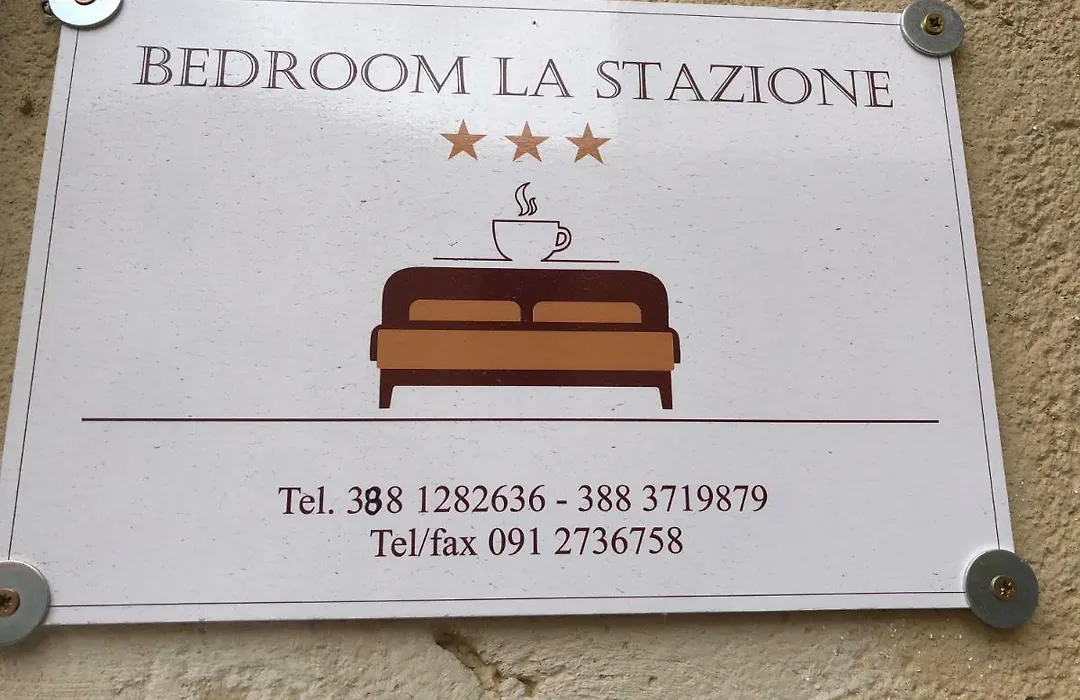 BEDROOM LA STAZIONE
Tel. 388 1282636 - 388 3719879
Tel/fax 091 2736758